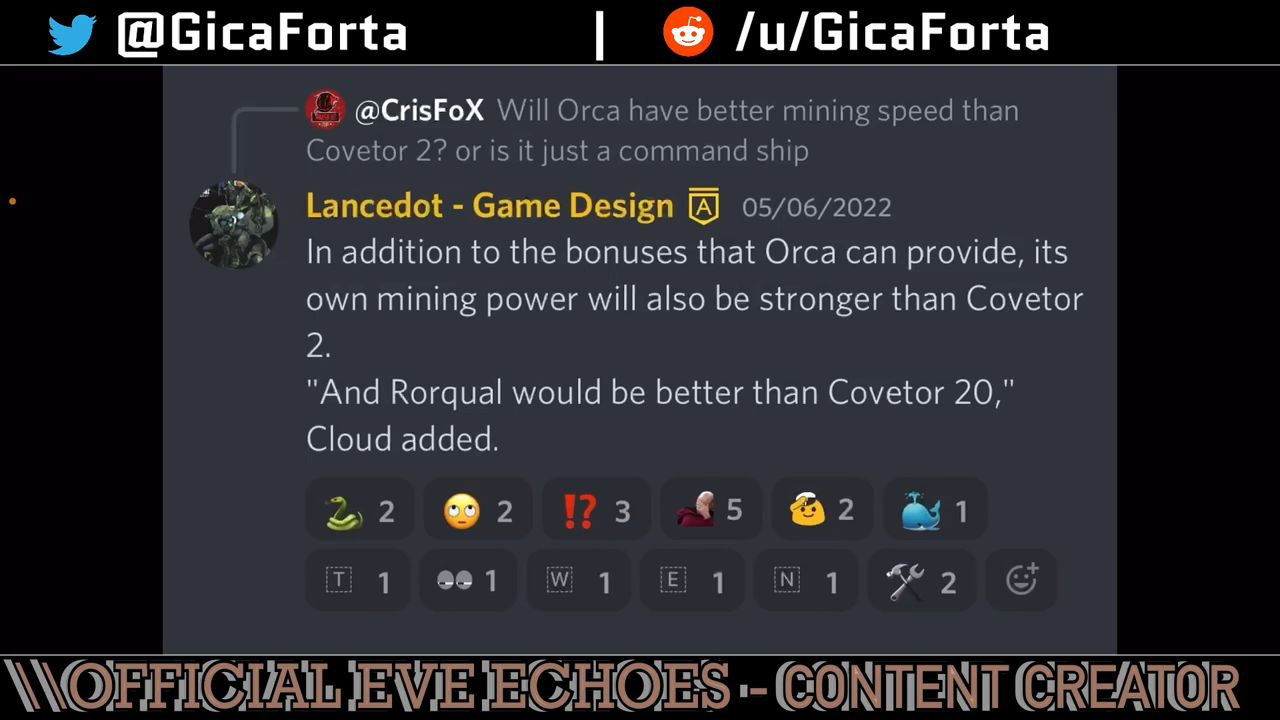 @GicaForta | /u/GicaForta
@CrisFoX Will Orca have better mining speed than
Covetor 2? or is it just a command ship
Lancedot - Game Design A 05/06/2022
In addition to the bonuses that Orca can provide, its
own mining power will also be stronger than Covetor
2.
"And Rorqual would be better than Covetor 20,"
Cloud added.
2 2 ⁉ 3 5 2 1
T 1 1 W 1 E 1 N 1 2
\\OFFICIAL EVE ECHOES - CONTENT CREATOR